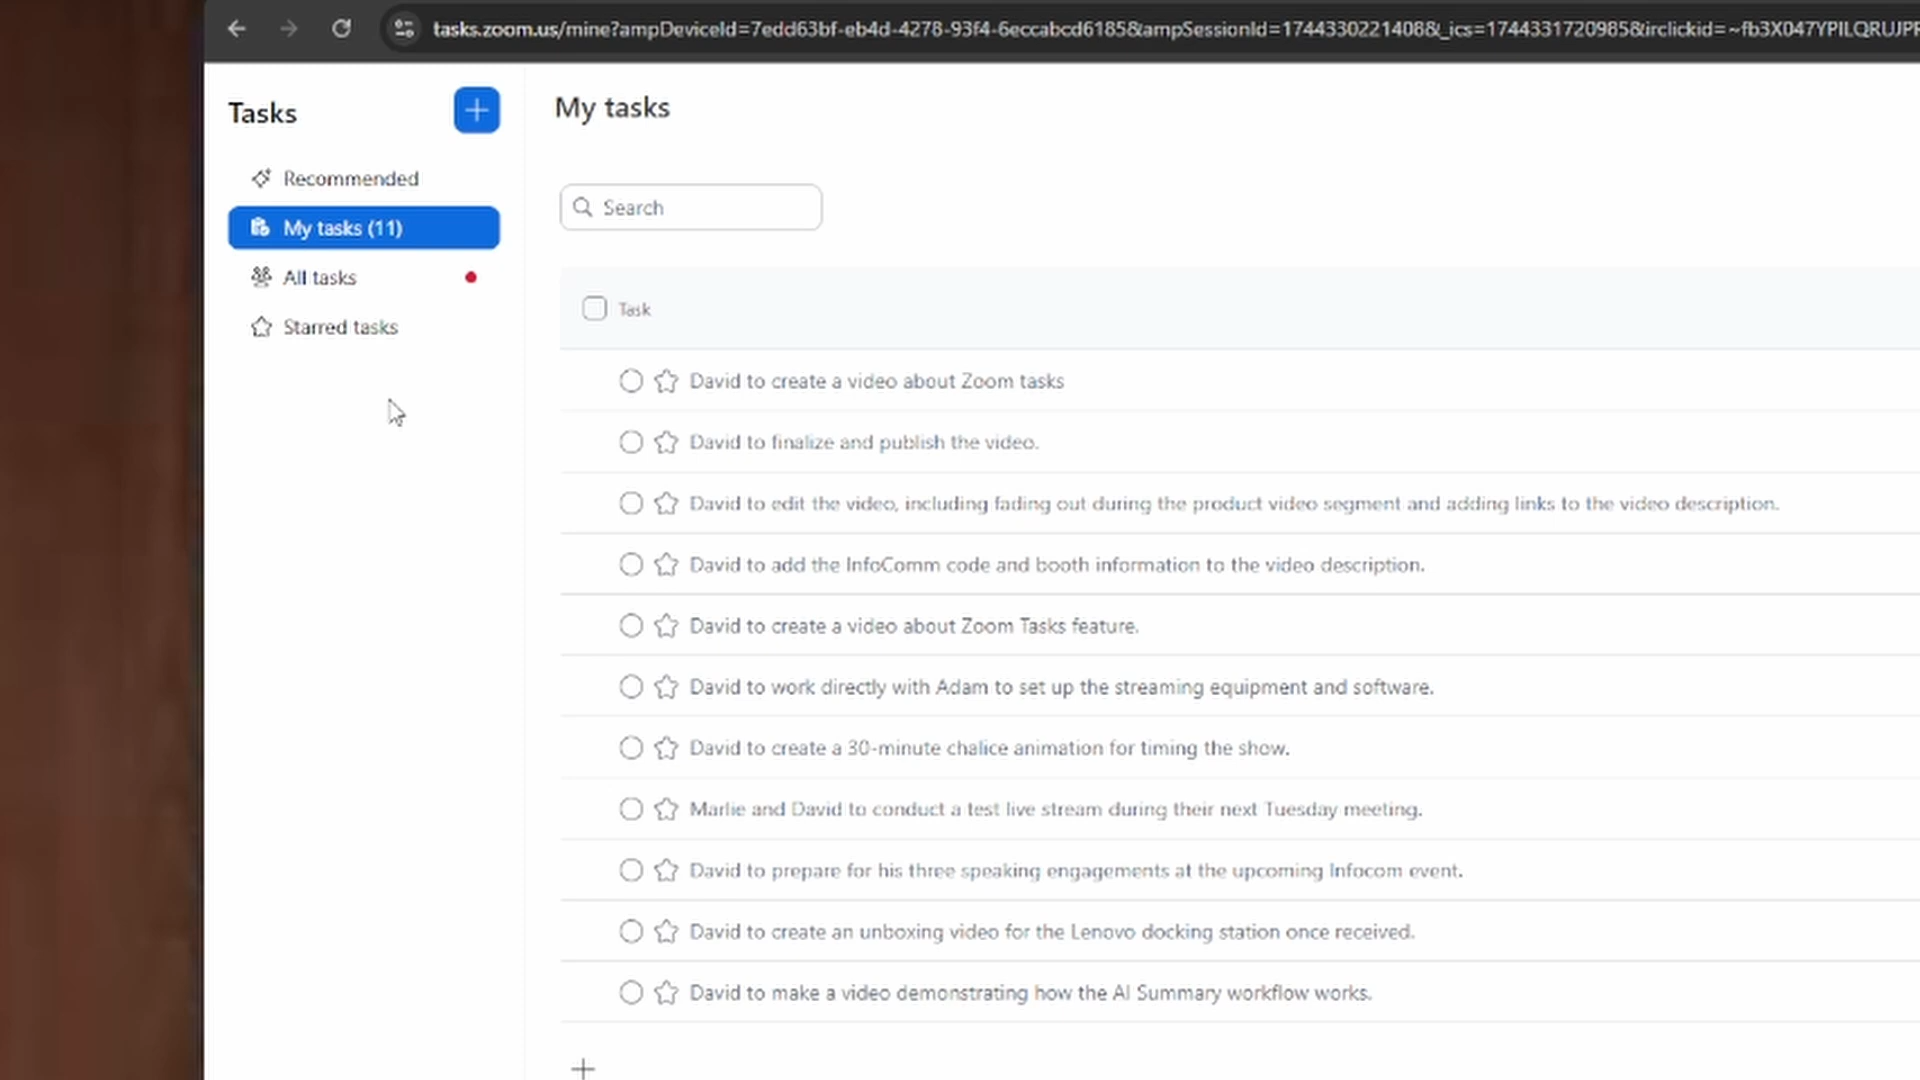 tasks.zoom.us/mine?ampDeviceId=7edd63bf-eb4d-4278-93f4-6eccabcd6185&ampSessionId=1744330221408&_ics=1744331720985&irclickid=~fb3X047YPILQRUJPF
Tasks
Recommended
My tasks (11)
All tasks
Starred tasks
My tasks
Search
Task
David to create a video about Zoom tasks
David to finalize and publish the video.
David to edit the video, including fading out during the product video segment and adding links to the video description.
David to add the InfoComm code and booth information to the video description.
David to create a video about Zoom Tasks feature.
David to work directly with Adam to set up the streaming equipment and software.
David to create a 30-minute chalice animation for timing the show.
Marlie and David to conduct a test live stream during their next Tuesday meeting.
David to prepare for his three speaking engagements at the upcoming Infocom event.
David to create an unboxing video for the Lenovo docking station once received.
David to make a video demonstrating how the AI Summary workflow works.